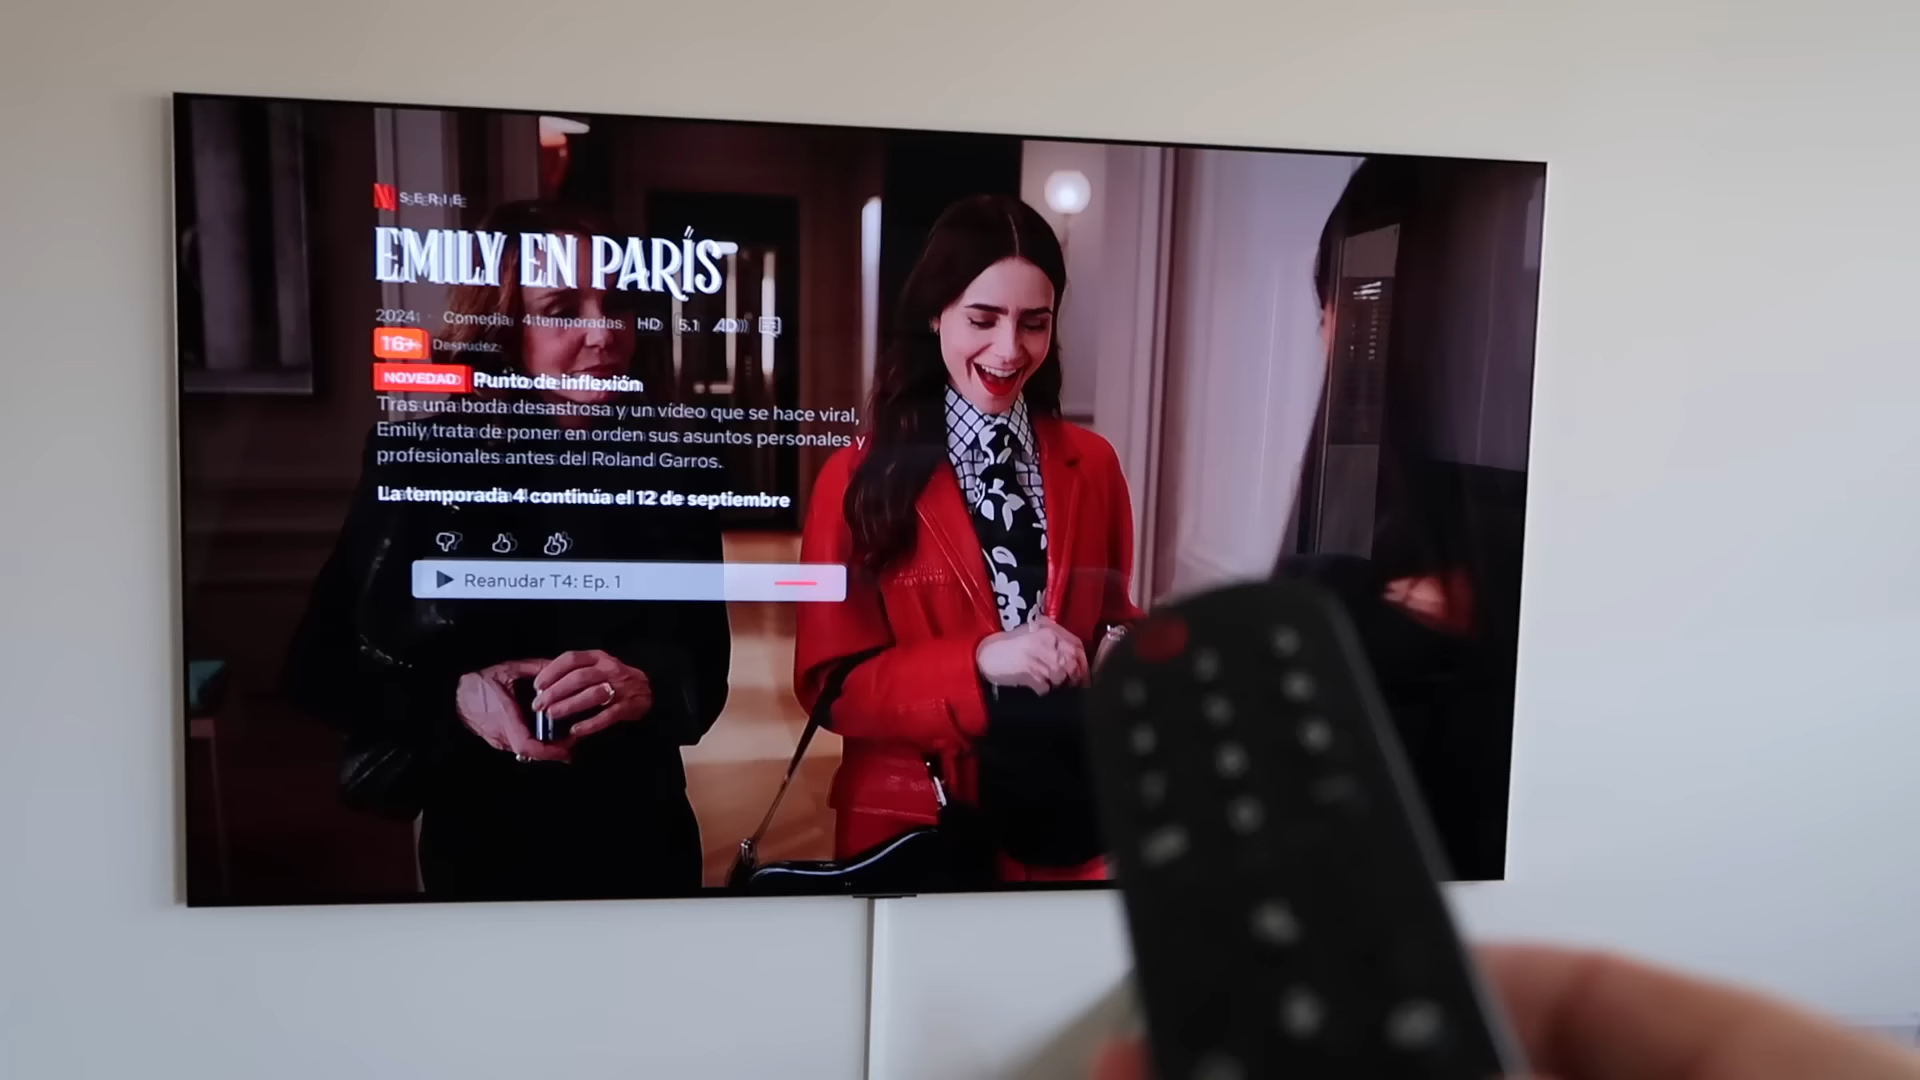 N SERIE
EMILY EN PARÍS
2024 Comedia 4 temporadas HD 5.1 AD
16+ Desnudez
NOVEDAD Punto de inflexión
Tras una boda desastrosa y un vídeo que se hace viral,
Emily trata de poner en orden sus asuntos personales y
profesionales antes del Roland Garros.
La temporada 4 continúa el 12 de septiembre
Reanudar T4: Ep. 1